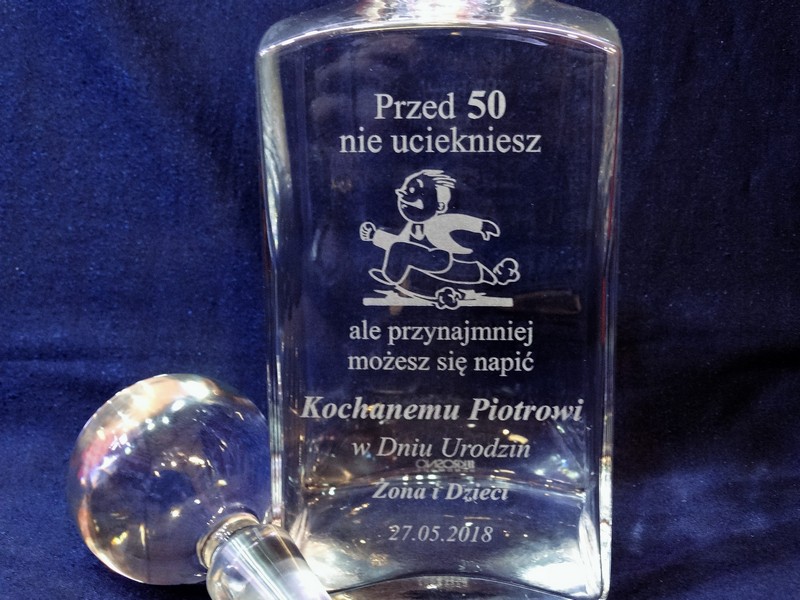 Przed 50
nie uciekniesz
ale przynajmniej
możesz się napić
Kochanemu Piotrowi
w Dniu Urodzin
Żona i Dzieci
27.05.2018